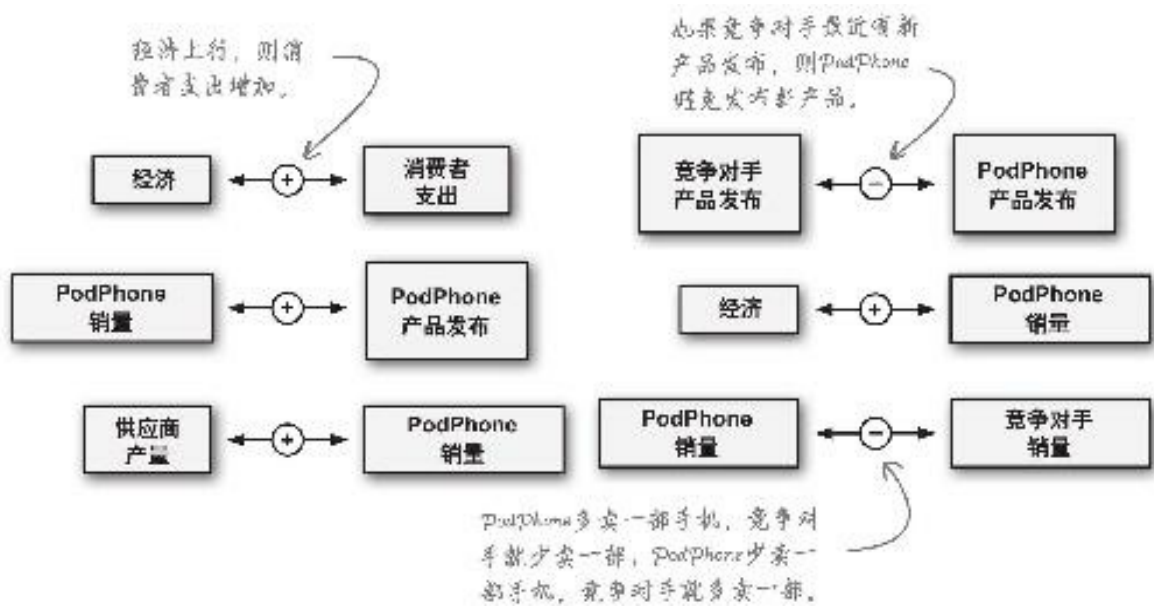 经济上行，则消
费者支出增加。
如果竞争对手最近有新
产品发布，则PodPhone
避免发布新产品。
经济
+
消费者
支出
竞争对手
产品发布
−
PodPhone
产品发布
PodPhone
销量
+
PodPhone
产品发布
经济
+
PodPhone
销量
供应商
产量
+
PodPhone
销量
PodPhone
销量
−
竞争对手
销量
PodPhone多卖一部手机，竞争对
手就少卖一部，PodPhone少卖一
部手机，竞争对手就多卖一部。